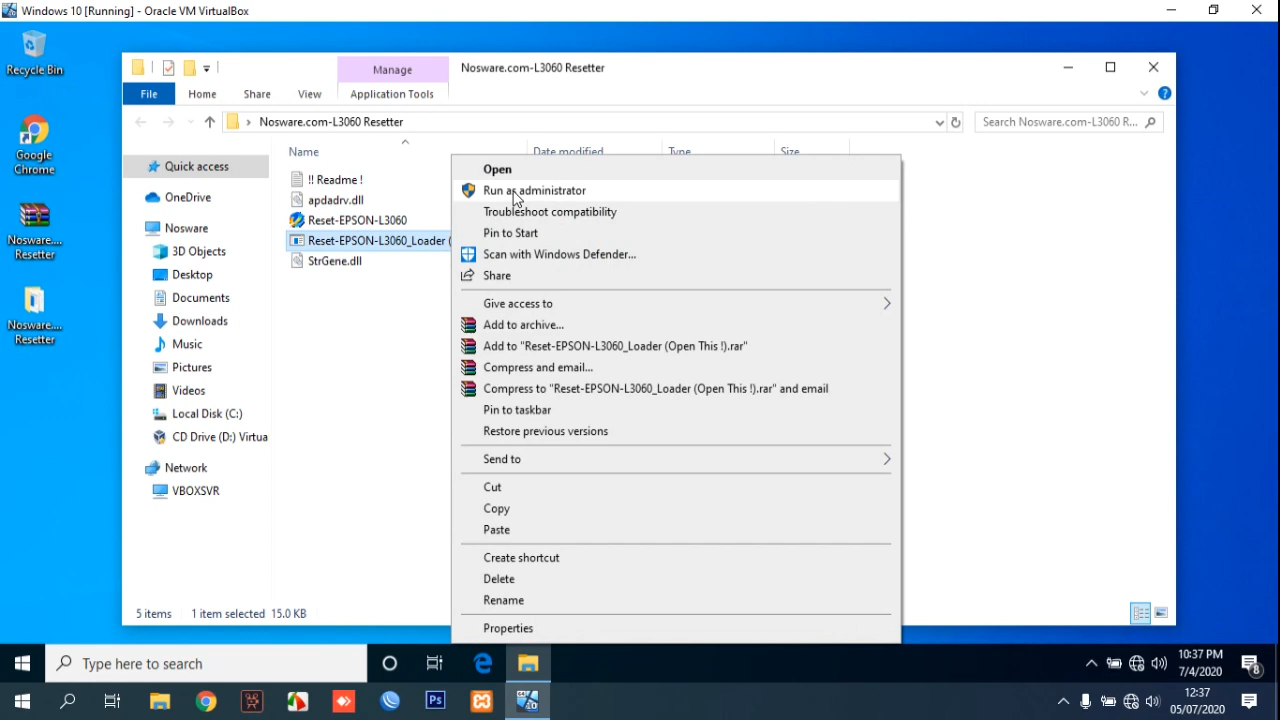 Windows 10 [Running] - Oracle VM VirtualBox
Recycle Bin
Google
Chrome
Nosware....
Resetter
Nosware....
Resetter
Manage
Nosware.com-L3060 Resetter
File
Home
Share
View
Application Tools
Nosware.com-L3060 Resetter
Search Nosware.com-L3060 R...
Quick access
OneDrive
Nosware
3D Objects
Desktop
Documents
Downloads
Music
Pictures
Videos
Local Disk (C:)
CD Drive (D:) Virtua
Network
VBOXSVR
Name
Date modified
Type
Size
!! Readme !
apdadrv.dll
Reset-EPSON-L3060
Reset-EPSON-L3060_Loader (
StrGene.dll
Open
Run as administrator
Troubleshoot compatibility
Pin to Start
Scan with Windows Defender...
Share
Give access to
Add to archive...
Add to "Reset-EPSON-L3060_Loader (Open This !).rar"
Compress and email...
Compress to "Reset-EPSON-L3060_Loader (Open This !).rar" and email
Pin to taskbar
Restore previous versions
Send to
Cut
Copy
Paste
Create shortcut
Delete
Rename
Properties
5 items
1 item selected 15.0 KB
Type here to search
10:37 PM
7/4/2020
8
Ps
12:37
05/07/2020